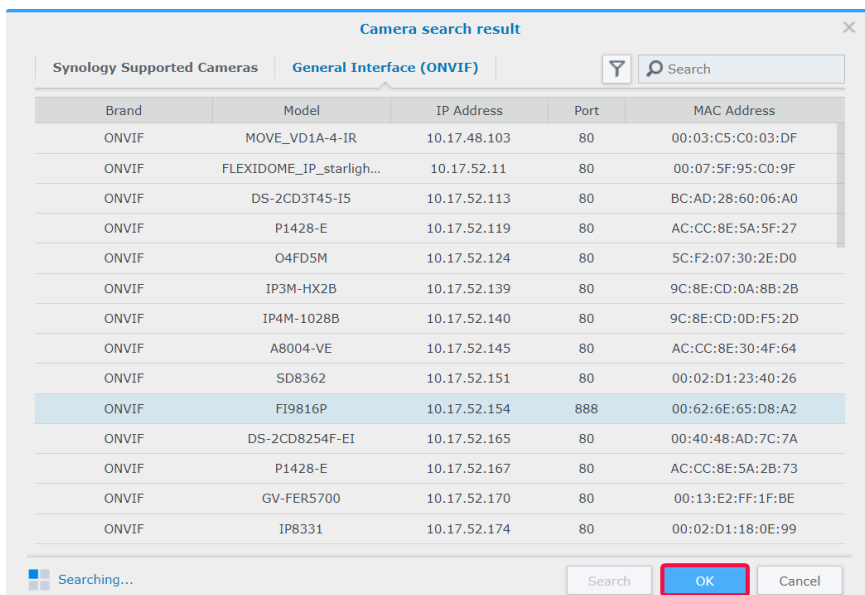 Camera search result
Synology Supported Cameras General Interface (ONVIF) Search
Brand Model IP Address Port MAC Address
ONVIF MOVE_VD1A-4-IR 10.17.48.103 80 00:03:C5:C0:03:DF
ONVIF FLEXIDOME_IP_starligh... 10.17.52.11 80 00:07:5F:95:C0:9F
ONVIF DS-2CD3T45-I5 10.17.52.113 80 BC:AD:28:60:06:A0
ONVIF P1428-E 10.17.52.119 80 AC:CC:8E:5A:5F:27
ONVIF O4FD5M 10.17.52.124 80 5C:F2:07:30:2E:D0
ONVIF IP3M-HX2B 10.17.52.139 80 9C:8E:CD:0A:8B:2B
ONVIF IP4M-1028B 10.17.52.140 80 9C:8E:CD:0D:F5:2D
ONVIF A8004-VE 10.17.52.145 80 AC:CC:8E:30:4F:64
ONVIF SD8362 10.17.52.151 80 00:02:D1:23:40:26
ONVIF FI9816P 10.17.52.154 888 00:62:6E:65:D8:A2
ONVIF DS-2CD8254F-EI 10.17.52.165 80 00:40:48:AD:7C:7A
ONVIF P1428-E 10.17.52.167 80 AC:CC:8E:5A:2B:73
ONVIF GV-FER5700 10.17.52.170 80 00:13:E2:FF:1F:BE
ONVIF IP8331 10.17.52.174 80 00:02:D1:18:0E:99
Searching... Search OK Cancel